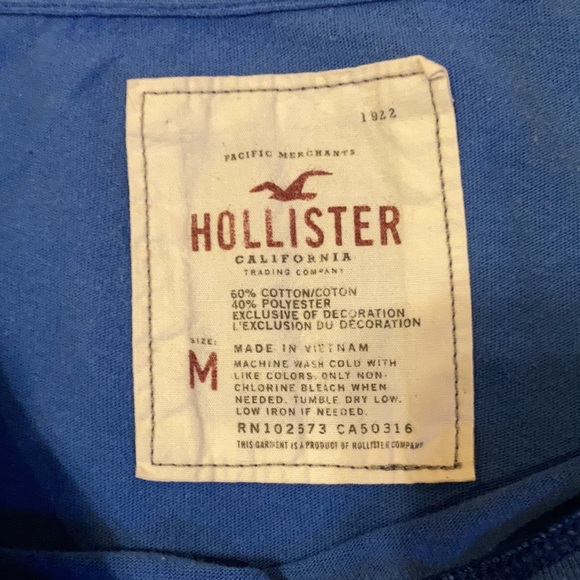 1922
PACIFIC MERCHANTS
HOLLISTER
CALIFORNIA
TRADING COMPANY
60% COTTON/COTON
40% POLYESTER
EXCLUSIVE OF DECORATION
L'EXCLUSION DU DÉCORATION
SIZE:
M
MADE IN VIETNAM
MACHINE WASH COLD WITH
LIKE COLORS. ONLY NON-
CHLORINE BLEACH WHEN
NEEDED. TUMBLE DRY LOW.
LOW IRON IF NEEDED.
RN102573 CA50316
THIS GARMENT IS A PRODUCT OF HOLLISTER COMPANY